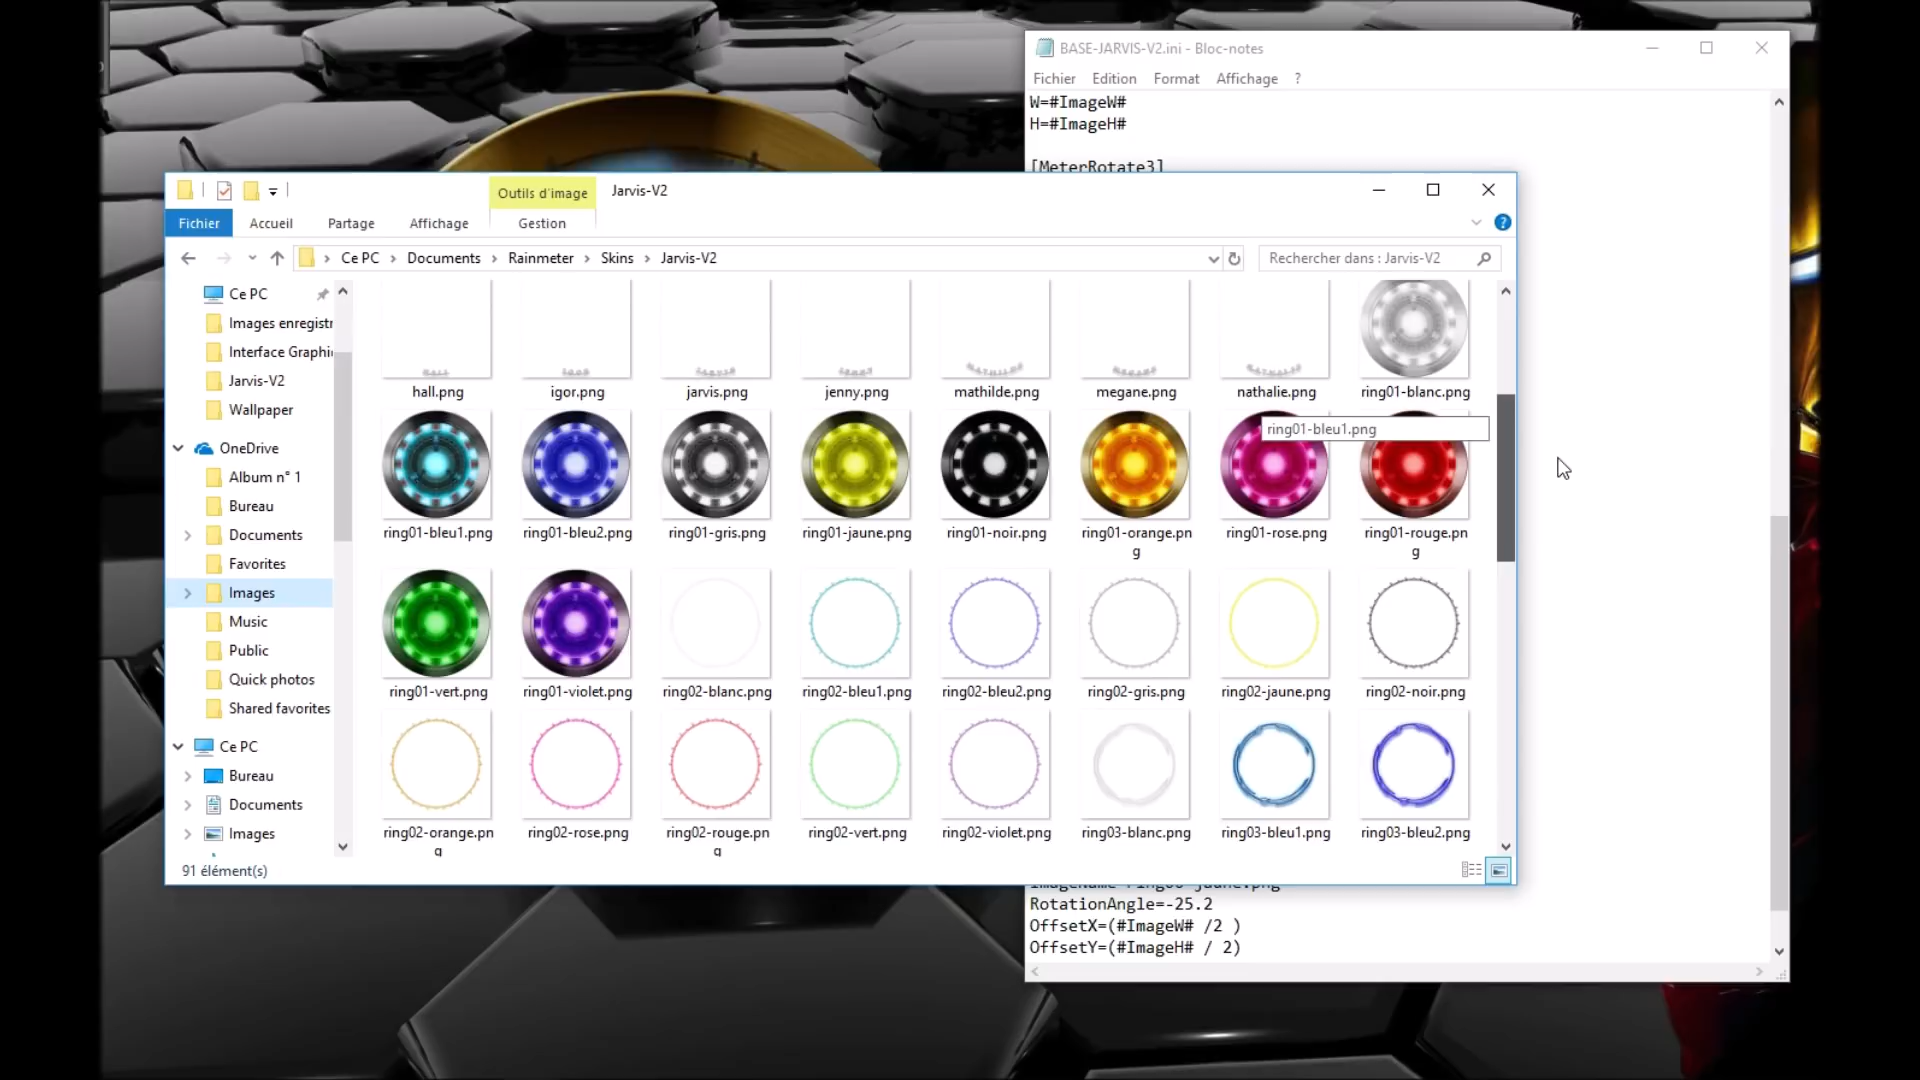 BASE-JARVIS-V2.ini - Bloc-notes
Fichier Edition Format Affichage ?
W=#ImageW#
H=#ImageH#
[MeterRotate3]
Outils d'image Jarvis-V2
Fichier Accueil Partage Affichage Gestion
Ce PC Documents Rainmeter Skins Jarvis-V2
Rechercher dans : Jarvis-V2
Ce PC
Images enregistr
Interface Graphi
Jarvis-V2
Wallpaper
OneDrive
Album n° 1
Bureau
Documents
Favorites
Images
Music
Public
Quick photos
Shared favorites
Ce PC
Bureau
Documents
Images
hall.png igor.png jarvis.png jenny.png mathilde.png megane.png nathalie.png ring01-blanc.png
ring01-bleu1.png
ring01-bleu1.png ring01-bleu2.png ring01-gris.png ring01-jaune.png ring01-noir.png ring01-orange.pn ring01-rose.png ring01-rouge.pn
g g
ring01-vert.png ring01-violet.png ring02-blanc.png ring02-bleu1.png ring02-bleu2.png ring02-gris.png ring02-jaune.png ring02-noir.png
ring02-orange.pn ring02-rose.png ring02-rouge.pn ring02-vert.png ring02-violet.png ring03-blanc.png ring03-bleu1.png ring03-bleu2.png
g g
91 élément(s)
RotationAngle=-25.2
OffsetX=(#ImageW# /2 )
OffsetY=(#ImageH# / 2)